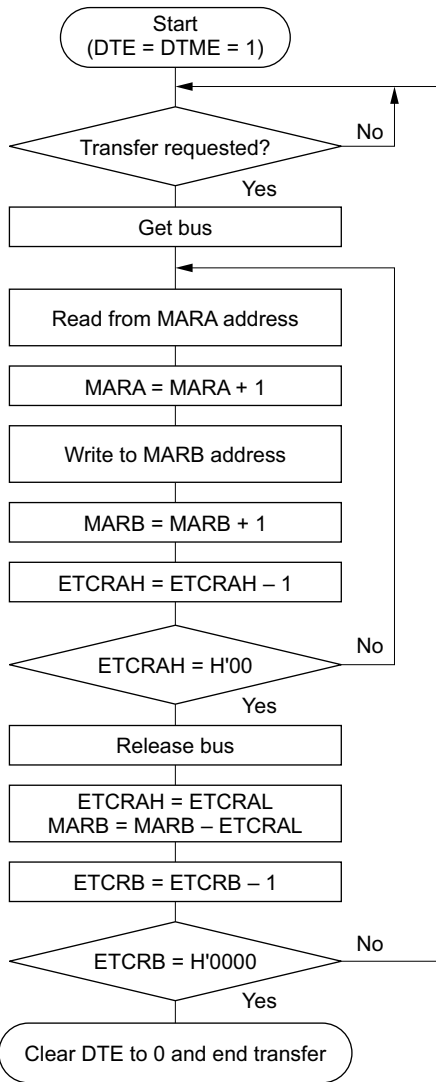 Start
(DTE = DTME = 1)
Transfer requested?
No
Yes
Get bus
Read from MARA address
MARA = MARA + 1
Write to MARB address
MARB = MARB + 1
ETCRAH = ETCRAH – 1
ETCRAH = H'00
No
Yes
Release bus
ETCRAH = ETCRAL
MARB = MARB – ETCRAL
ETCRB = ETCRB – 1
ETCRB = H'0000
No
Yes
Clear DTE to 0 and end transfer